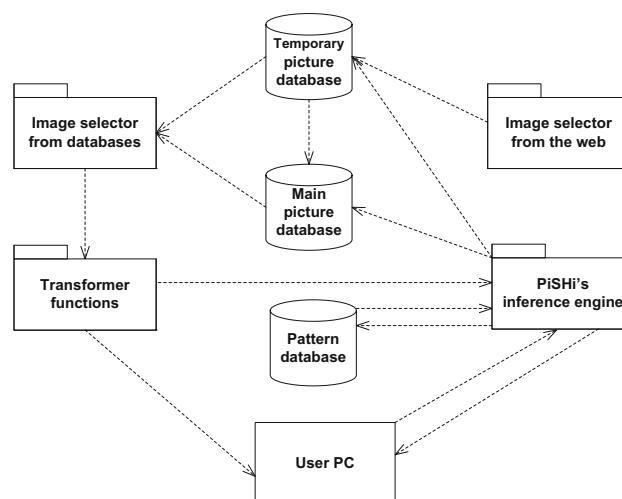 Temporary
picture
database
Image selector
from databases
Image selector
from the web
Main
picture
database
Transformer
functions
PiSHi's
inference engine
Pattern
database
User PC